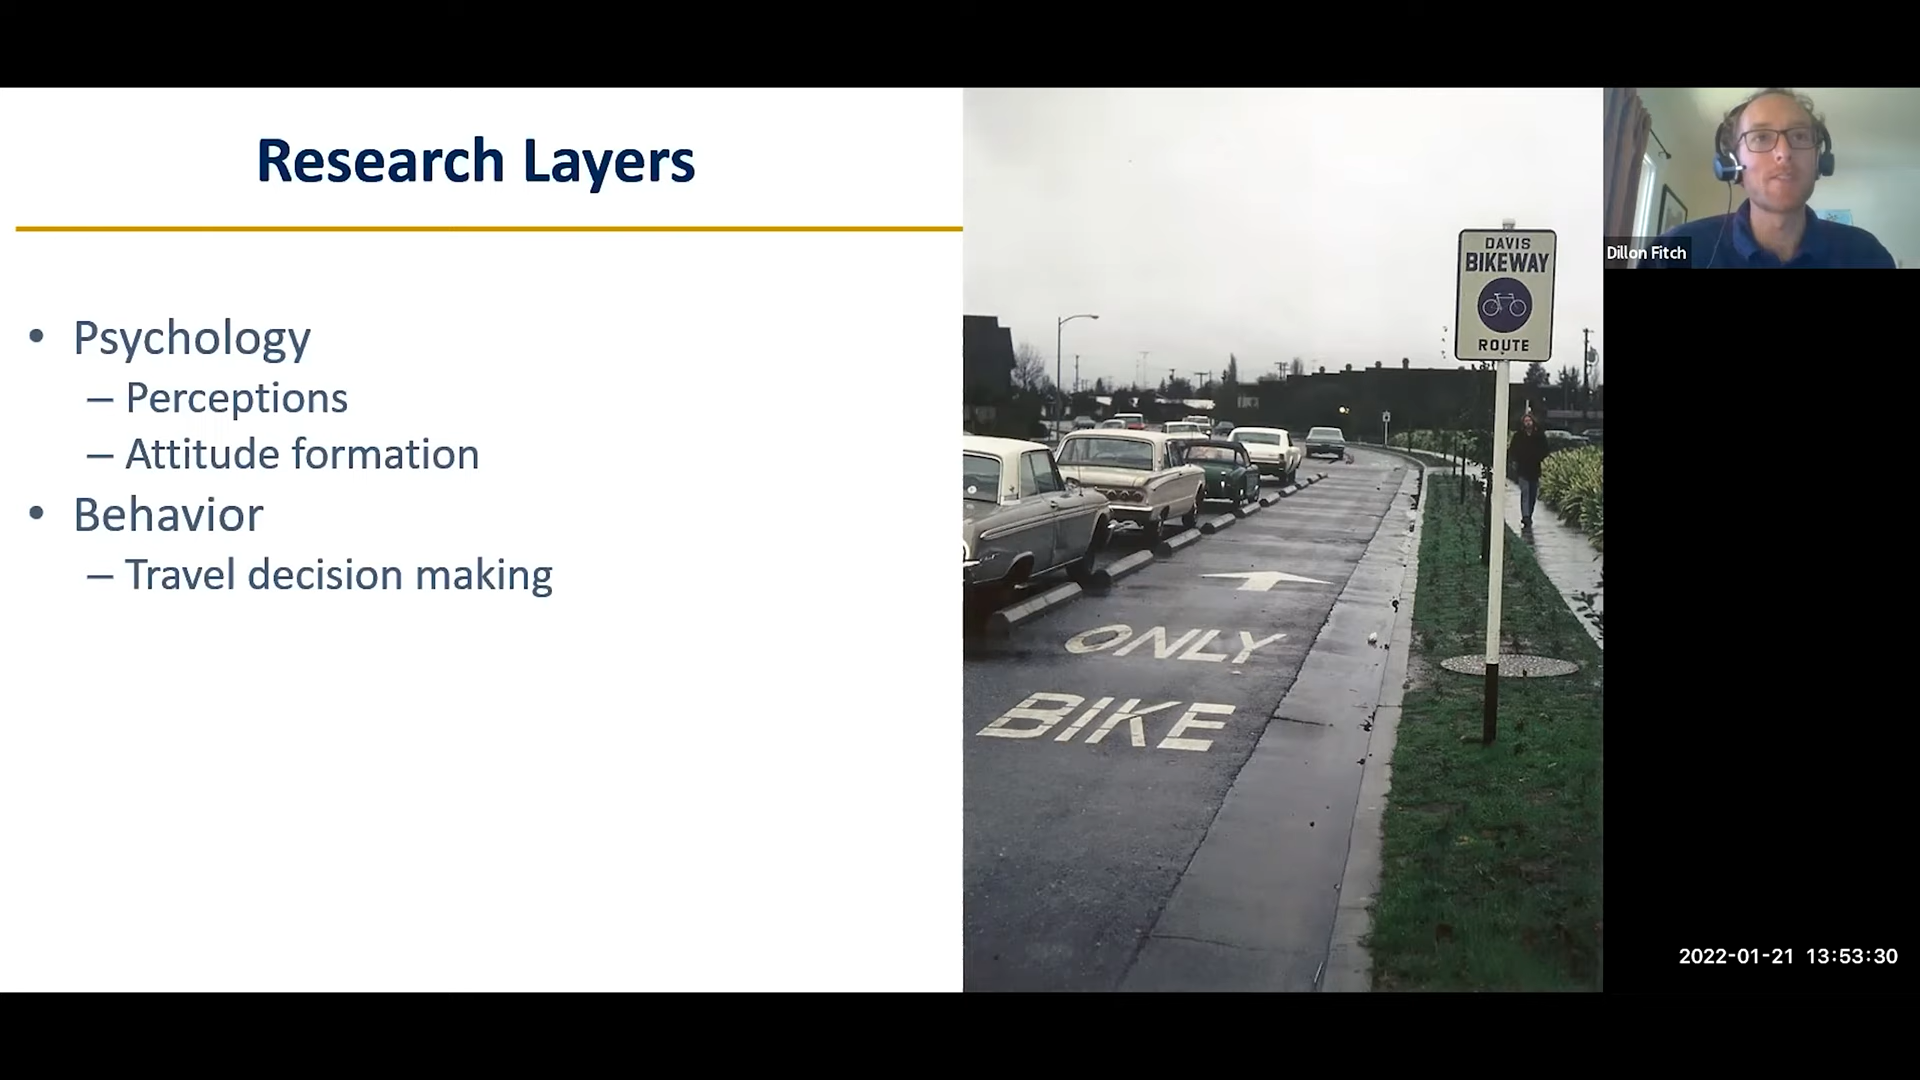 Research Layers
• Psychology
– Perceptions
– Attitude formation
• Behavior
– Travel decision making
DAVIS
BIKEWAY
ROUTE
ONLY
BIKE
Dillon Fitch
2022-01-21 13:53:30